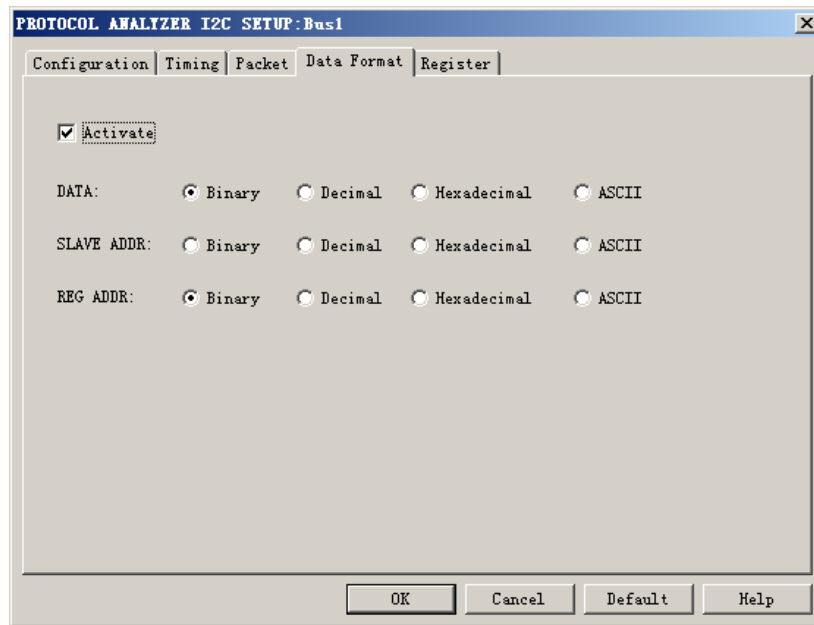 PROTOCOL ANALYZER I2C SETUP:Bus1
Configuration Timing Packet Data Format Register
Activate
DATA: Binary Decimal Hexadecimal ASCII
SLAVE ADDR: Binary Decimal Hexadecimal ASCII
REG ADDR: Binary Decimal Hexadecimal ASCII
OK Cancel Default Help